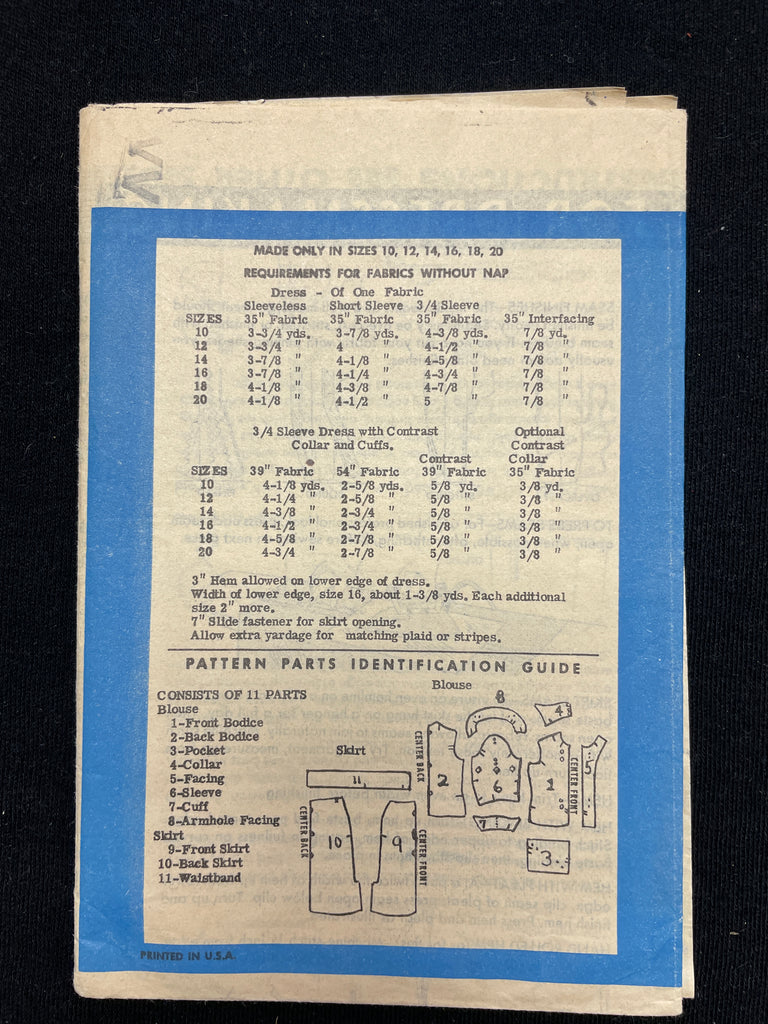 MADE ONLY IN SIZES 10, 12, 14, 16, 18, 20
REQUIREMENTS FOR FABRICS WITHOUT NAP
Dress - Of One Fabric
Sleeveless Short Sleeve 3/4 Sleeve
SIZES 35" Fabric 35" Fabric 35" Fabric 35" Interfacing
10 3-3/4 yds. 3-7/8 yds. 4-3/8 yds. 7/8 yd.
12 3-3/4 " 4 " 4-1/2 " 7/8 "
14 3-7/8 " 4-1/8 " 4-5/8 " 7/8 "
16 3-7/8 " 4-1/4 " 4-3/4 " 7/8 "
18 4-1/8 " 4-3/8 " 4-7/8 " 7/8 "
20 4-1/8 " 4-1/2 " 5 " 7/8 "
3/4 Sleeve Dress with Contrast Optional
Collar and Cuffs. Contrast
Contrast Collar
SIZES 39" Fabric 54" Fabric 39" Fabric 35" Fabric
10 4-1/8 yds. 2-5/8 yds. 5/8 yd. 3/8 yd.
12 4-1/4 " 2-5/8 " 5/8 " 3/8 "
14 4-3/8 " 2-3/4 " 5/8 " 3/8 "
16 4-1/2 " 2-3/4 " 5/8 " 3/8 "
18 4-5/8 " 2-7/8 " 5/8 " 3/8 "
20 4-3/4 " 2-7/8 " 5/8 " 3/8 "
3" Hem allowed on lower edge of dress.
Width of lower edge, size 16, about 1-3/8 yds. Each additional
size 2" more.
7" Slide fastener for skirt opening.
Allow extra yardage for matching plaid or stripes.
PATTERN PARTS IDENTIFICATION GUIDE
CONSISTS OF 11 PARTS
Blouse
1-Front Bodice
2-Back Bodice
3-Pocket
4-Collar
5-Facing
6-Sleeve
7-Cuff
8-Armhole Facing
Skirt
9-Front Skirt
10-Back Skirt
11-Waistband
Blouse
8
4
CENTER BACK
2
6
1
CENTER FRONT
5
7
3
Skirt
11
CENTER BACK
10
9
CENTER FRONT
PRINTED IN U.S.A.